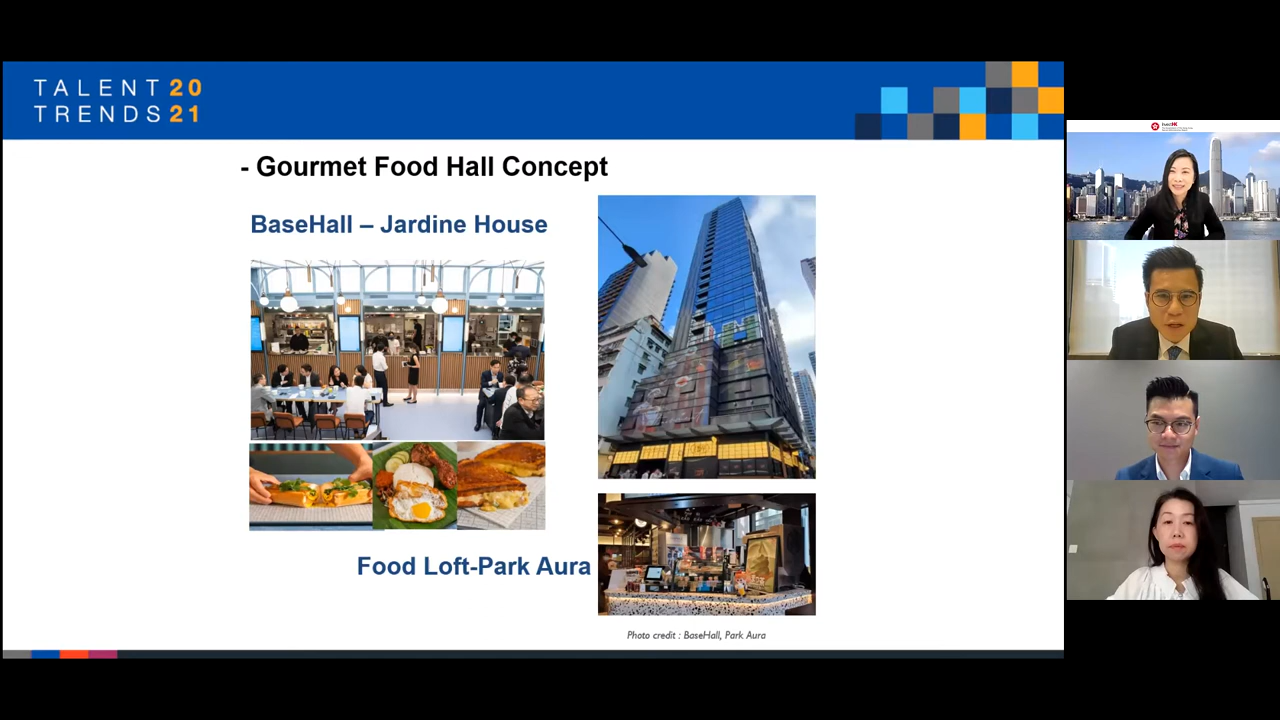 TALENT 20
TRENDS 21
- Gourmet Food Hall Concept
BaseHall – Jardine House
Food Loft-Park Aura
Photo credit : BaseHall, Park Aura
InvestHK